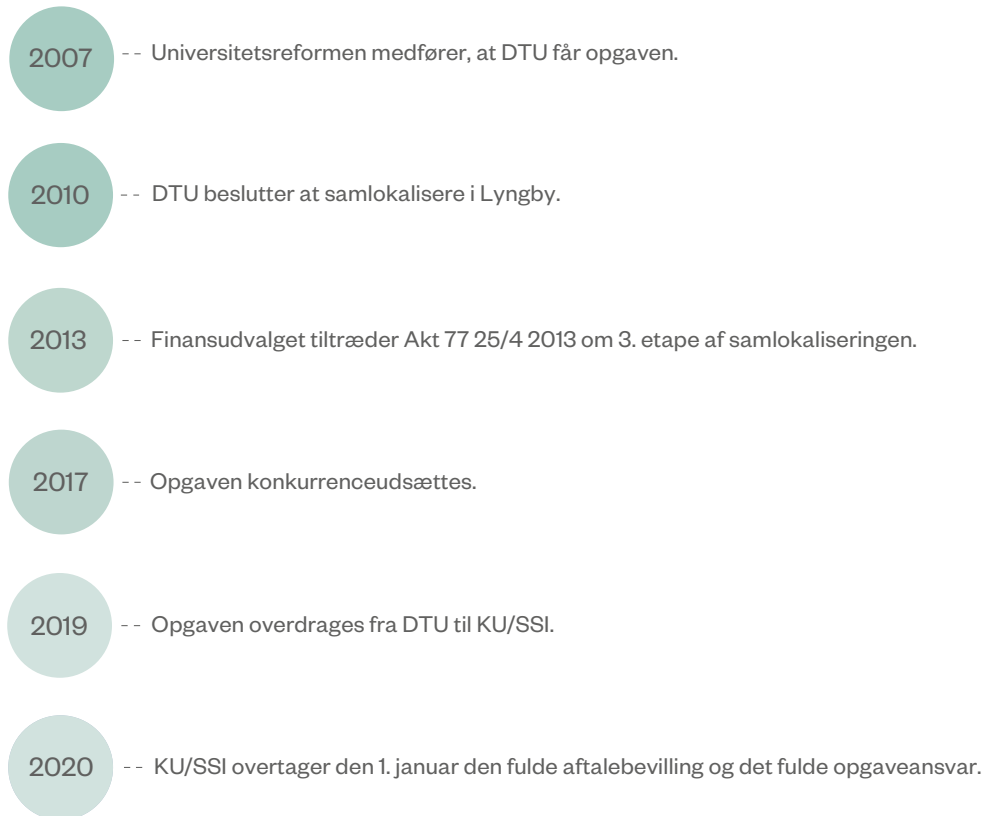 2007 -- Universitetsreformen medfører, at DTU får opgaven.
2010 -- DTU beslutter at samlokalisere i Lyngby.
2013 -- Finansudvalget tiltræder Akt 77 25/4 2013 om 3. etape af samlokaliseringen.
2017 -- Opgaven konkurrenceudsættes.
2019 -- Opgaven overdrages fra DTU til KU/SSI.
2020 -- KU/SSI overtager den 1. januar den fulde aftalebevilling og det fulde opgaveansvar.